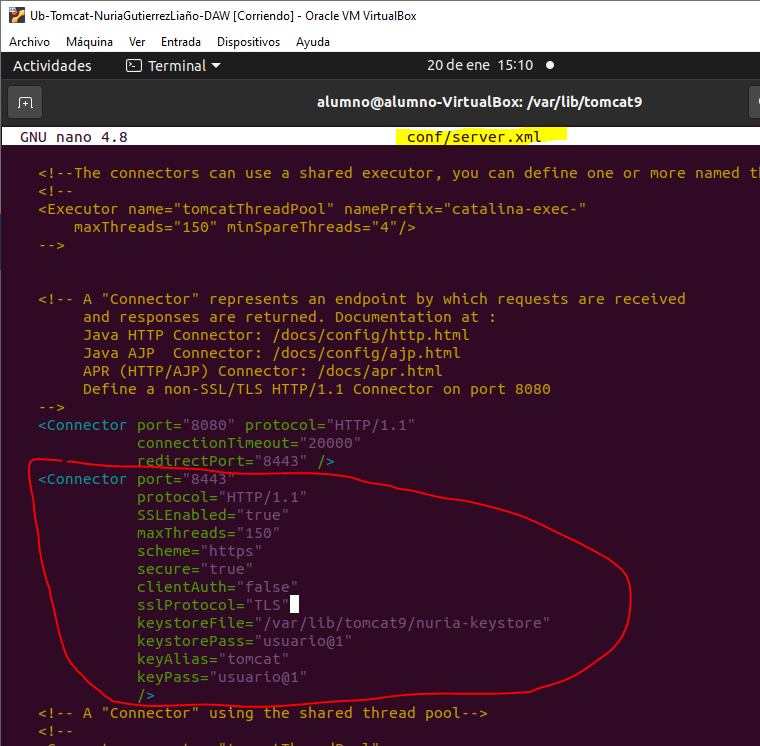 Ub-Tomcat-NuriaGutierrezLiaño-DAW [Corriendo] - Oracle VM VirtualBox
Archivo Máquina Ver Entrada Dispositivos Ayuda
Actividades Terminal 20 de ene 15:10
alumno@alumno-VirtualBox: /var/lib/tomcat9
GNU nano 4.8 conf/server.xml
<!--The connectors can use a shared executor, you can define one or more named
<!--
<Executor name="tomcatThreadPool" namePrefix="catalina-exec-"
maxThreads="150" minSpareThreads="4"/>
-->
<!-- A "Connector" represents an endpoint by which requests are received
and responses are returned. Documentation at :
Java HTTP Connector: /docs/config/http.html
Java AJP  Connector: /docs/config/ajp.html
APR (HTTP/AJP) Connector: /docs/apr.html
Define a non-SSL/TLS HTTP/1.1 Connector on port 8080
-->
<Connector port="8080" protocol="HTTP/1.1"
connectionTimeout="20000"
redirectPort="8443" />
<Connector port="8443"
protocol="HTTP/1.1"
SSLEnabled="true"
maxThreads="150"
scheme="https"
secure="true"
clientAuth="false"
sslProtocol="TLS"
keystoreFile="/var/lib/tomcat9/nuria-keystore"
keystorePass="usuario@1"
keyAlias="tomcat"
keyPass="usuario@1"
/>
<!-- A "Connector" using the shared thread pool-->
<!--